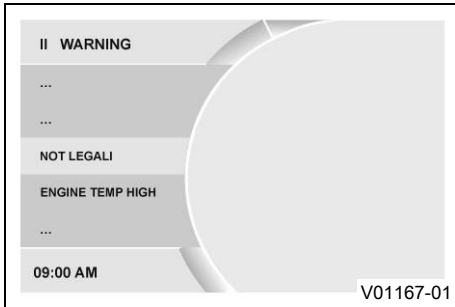 II WARNING
...
...
NOT LEGALI
ENGINE TEMP HIGH
...
09:00 AM
V01167-01